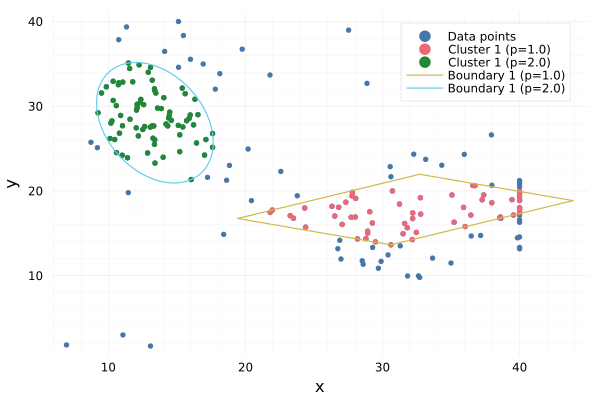 40
30
20
10
y
10
20
30
40
x
Data points
Cluster 1 (p=1.0)
Cluster 1 (p=2.0)
Boundary 1 (p=1.0)
Boundary 1 (p=2.0)